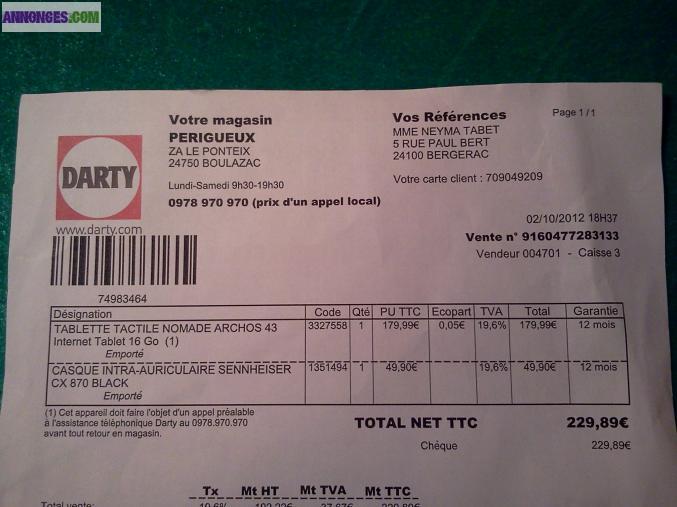 ANNONCES.COM
Votre magasin
PERIGUEUX
ZA LE PONTEIX
24750 BOULAZAC
Lundi-Samedi 9h30-19h30
0978 970 970 (prix d'un appel local)
Vos Références
MME NEYMA TABET
5 RUE PAUL BERT
24100 BERGERAC
Votre carte client : 709049209
Page 1/1
DARTY
www.darty.com
74983464
02/10/2012 18H37
Vente n° 9160477283133
Vendeur 004701 - Caisse 3
Désignation Code Qté PU TTC Ecopart TVA Total Garantie
TABLETTE TACTILE NOMADE ARCHOS 43 3327558 1 179,99€ 0,05€ 19,6% 179,99€ 12 mois
Internet Tablet 16 Go (1)
Emporté
CASQUE INTRA-AURICULAIRE SENNHEISER 1351494 1 49,90€ 19,6% 49,90€ 12 mois
CX 870 BLACK
Emporté
(1) Cet appareil doit faire l'objet d'un appel préalable
à l'assistance téléphonique Darty au 0978.970.970
avant tout retour en magasin.
TOTAL NET TTC 229,89€
Chèque 229,89€
Tx Mt HT Mt TVA Mt TTC
Total vente: